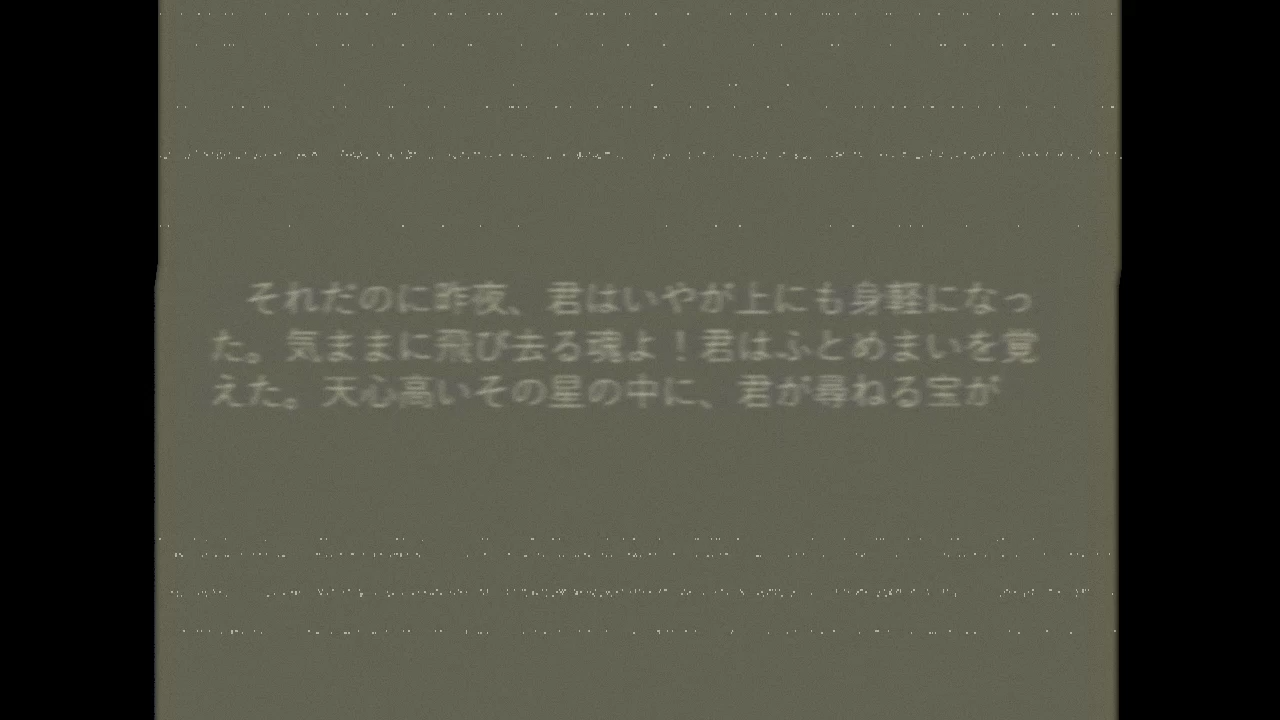 それだのに昨夜、君はいやが上にも身軽になっ
た。気ままに飛び去る魂よ！君はふとめまいを覚
えた。天心高いその星の中に、君が尋ねる宝が